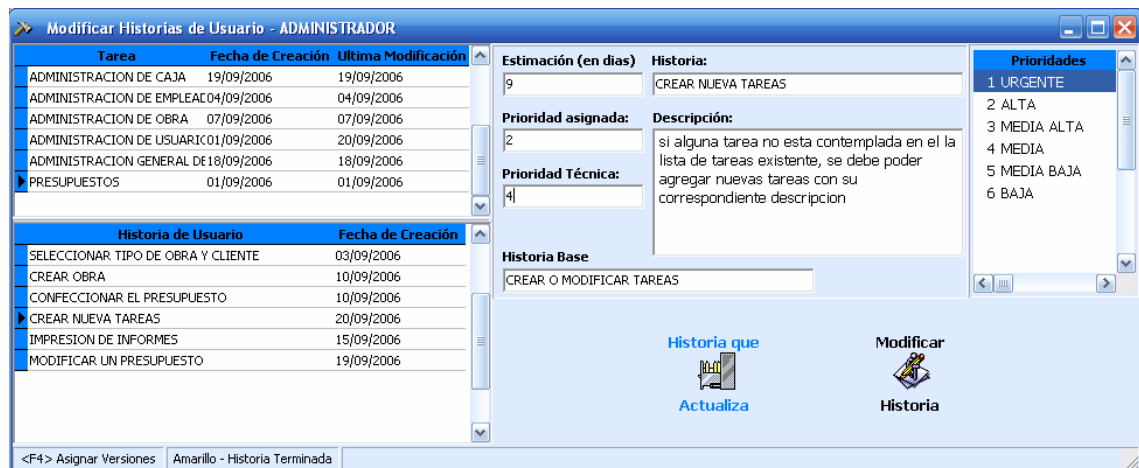 Modificar Historias de Usuario - ADMINISTRADOR
Tarea Fecha de Creación Ultima Modificación
ADMINISTRACION DE CAJA 19/09/2006 19/09/2006
ADMINISTRACION DE EMPLEAD 04/09/2006 04/09/2006
ADMINISTRACION DE OBRA 07/09/2006 07/09/2006
ADMINISTRACION DE USUARIO 01/09/2006 20/09/2006
ADMINISTRACION GENERAL DE 18/09/2006 18/09/2006
PRESUPUESTOS 01/09/2006 01/09/2006
Historia de Usuario Fecha de Creación
SELECCIONAR TIPO DE OBRA Y CLIENTE 03/09/2006
CREAR OBRA 10/09/2006
CONFECCIONAR EL PRESUPUESTO 10/09/2006
CREAR NUEVA TAREAS 20/09/2006
IMPRESION DE INFORMES 15/09/2006
MODIFICAR UN PRESUPUESTO 19/09/2006
Estimación (en dias)
9
Prioridad asignada:
2
Prioridad Técnica:
4
Historia:
CREAR NUEVA TAREAS
Descripción:
si alguna tarea no esta contemplada en el la
lista de tareas existente, se debe poder
agregar nuevas tareas con su
correspondiente descripcion
Historia Base
CREAR O MODIFICAR TAREAS
Prioridades
1 URGENTE
2 ALTA
3 MEDIA ALTA
4 MEDIA
5 MEDIA BAJA
6 BAJA
Historia que
Actualiza
Modificar
Historia
<F4> Asignar Versiones Amarillo - Historia Terminada